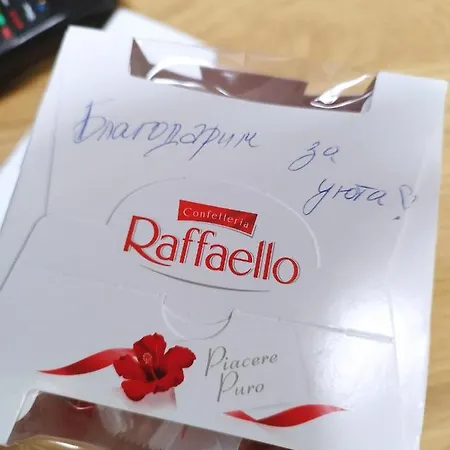 Благодарим
за
уюта!
Confetteria
Raffaello
Piacere
Puro